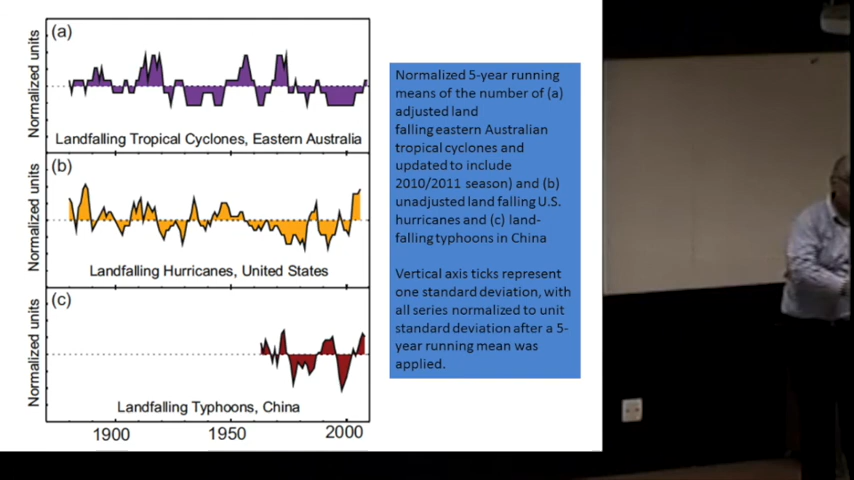 (a)
Normalized units
Landfalling Tropical Cyclones, Eastern Australia
(b)
Normalized units
Landfalling Hurricanes, United States
(c)
Normalized units
Landfalling Typhoons, China
1900 1950 2000
Normalized 5-year running
means of the number of (a)
adjusted land
falling eastern Australian
tropical cyclones and
updated to include
2010/2011 season) and (b)
unadjusted land falling U.S.
hurricanes and (c) land-
falling typhoons in China
Vertical axis ticks represent
one standard deviation, with
all series normalized to unit
standard deviation after a 5-
year running mean was
applied.